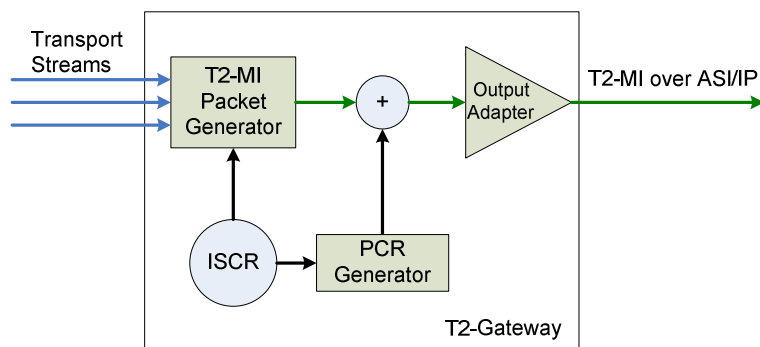 Transport
Streams
T2-MI
Packet
Generator
+
Output
Adapter
T2-MI over ASI/IP
ISCR
PCR
Generator
T2-Gateway